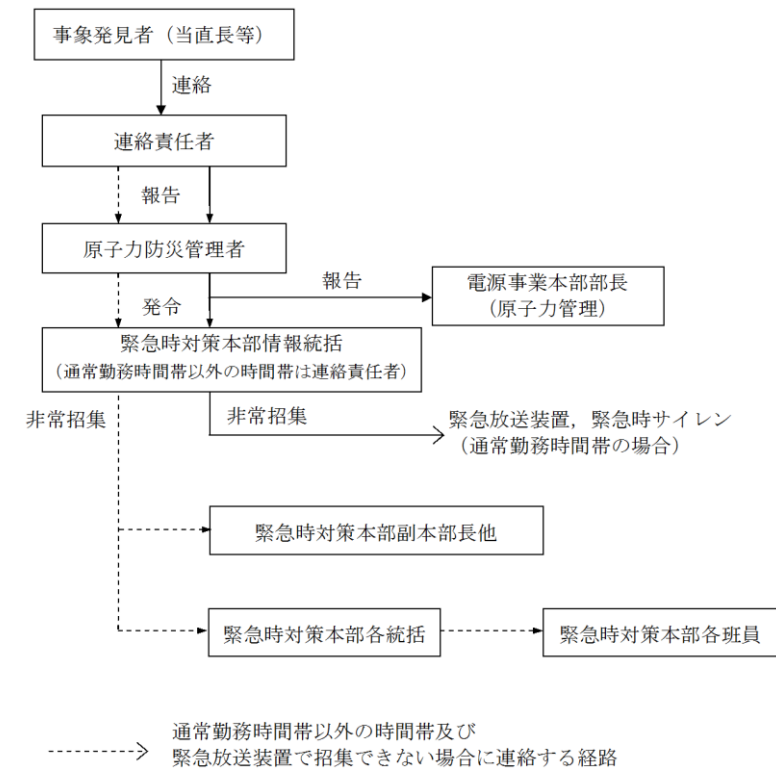 事象発見者（当直長等）
連絡
連絡責任者
報告
原子力防災管理者
報告
電源事業本部部長
（原子力管理）
発令
緊急時対策本部情報統括
（通常勤務時間帯以外の時間帯は連絡責任者）
非常招集
非常招集
緊急放送装置，緊急時サイレン
（通常勤務時間帯の場合）
緊急時対策本部副本部長他
緊急時対策本部各統括
緊急時対策本部各班員
通常勤務時間帯以外の時間帯及び
緊急放送装置で招集できない場合に連絡する経路